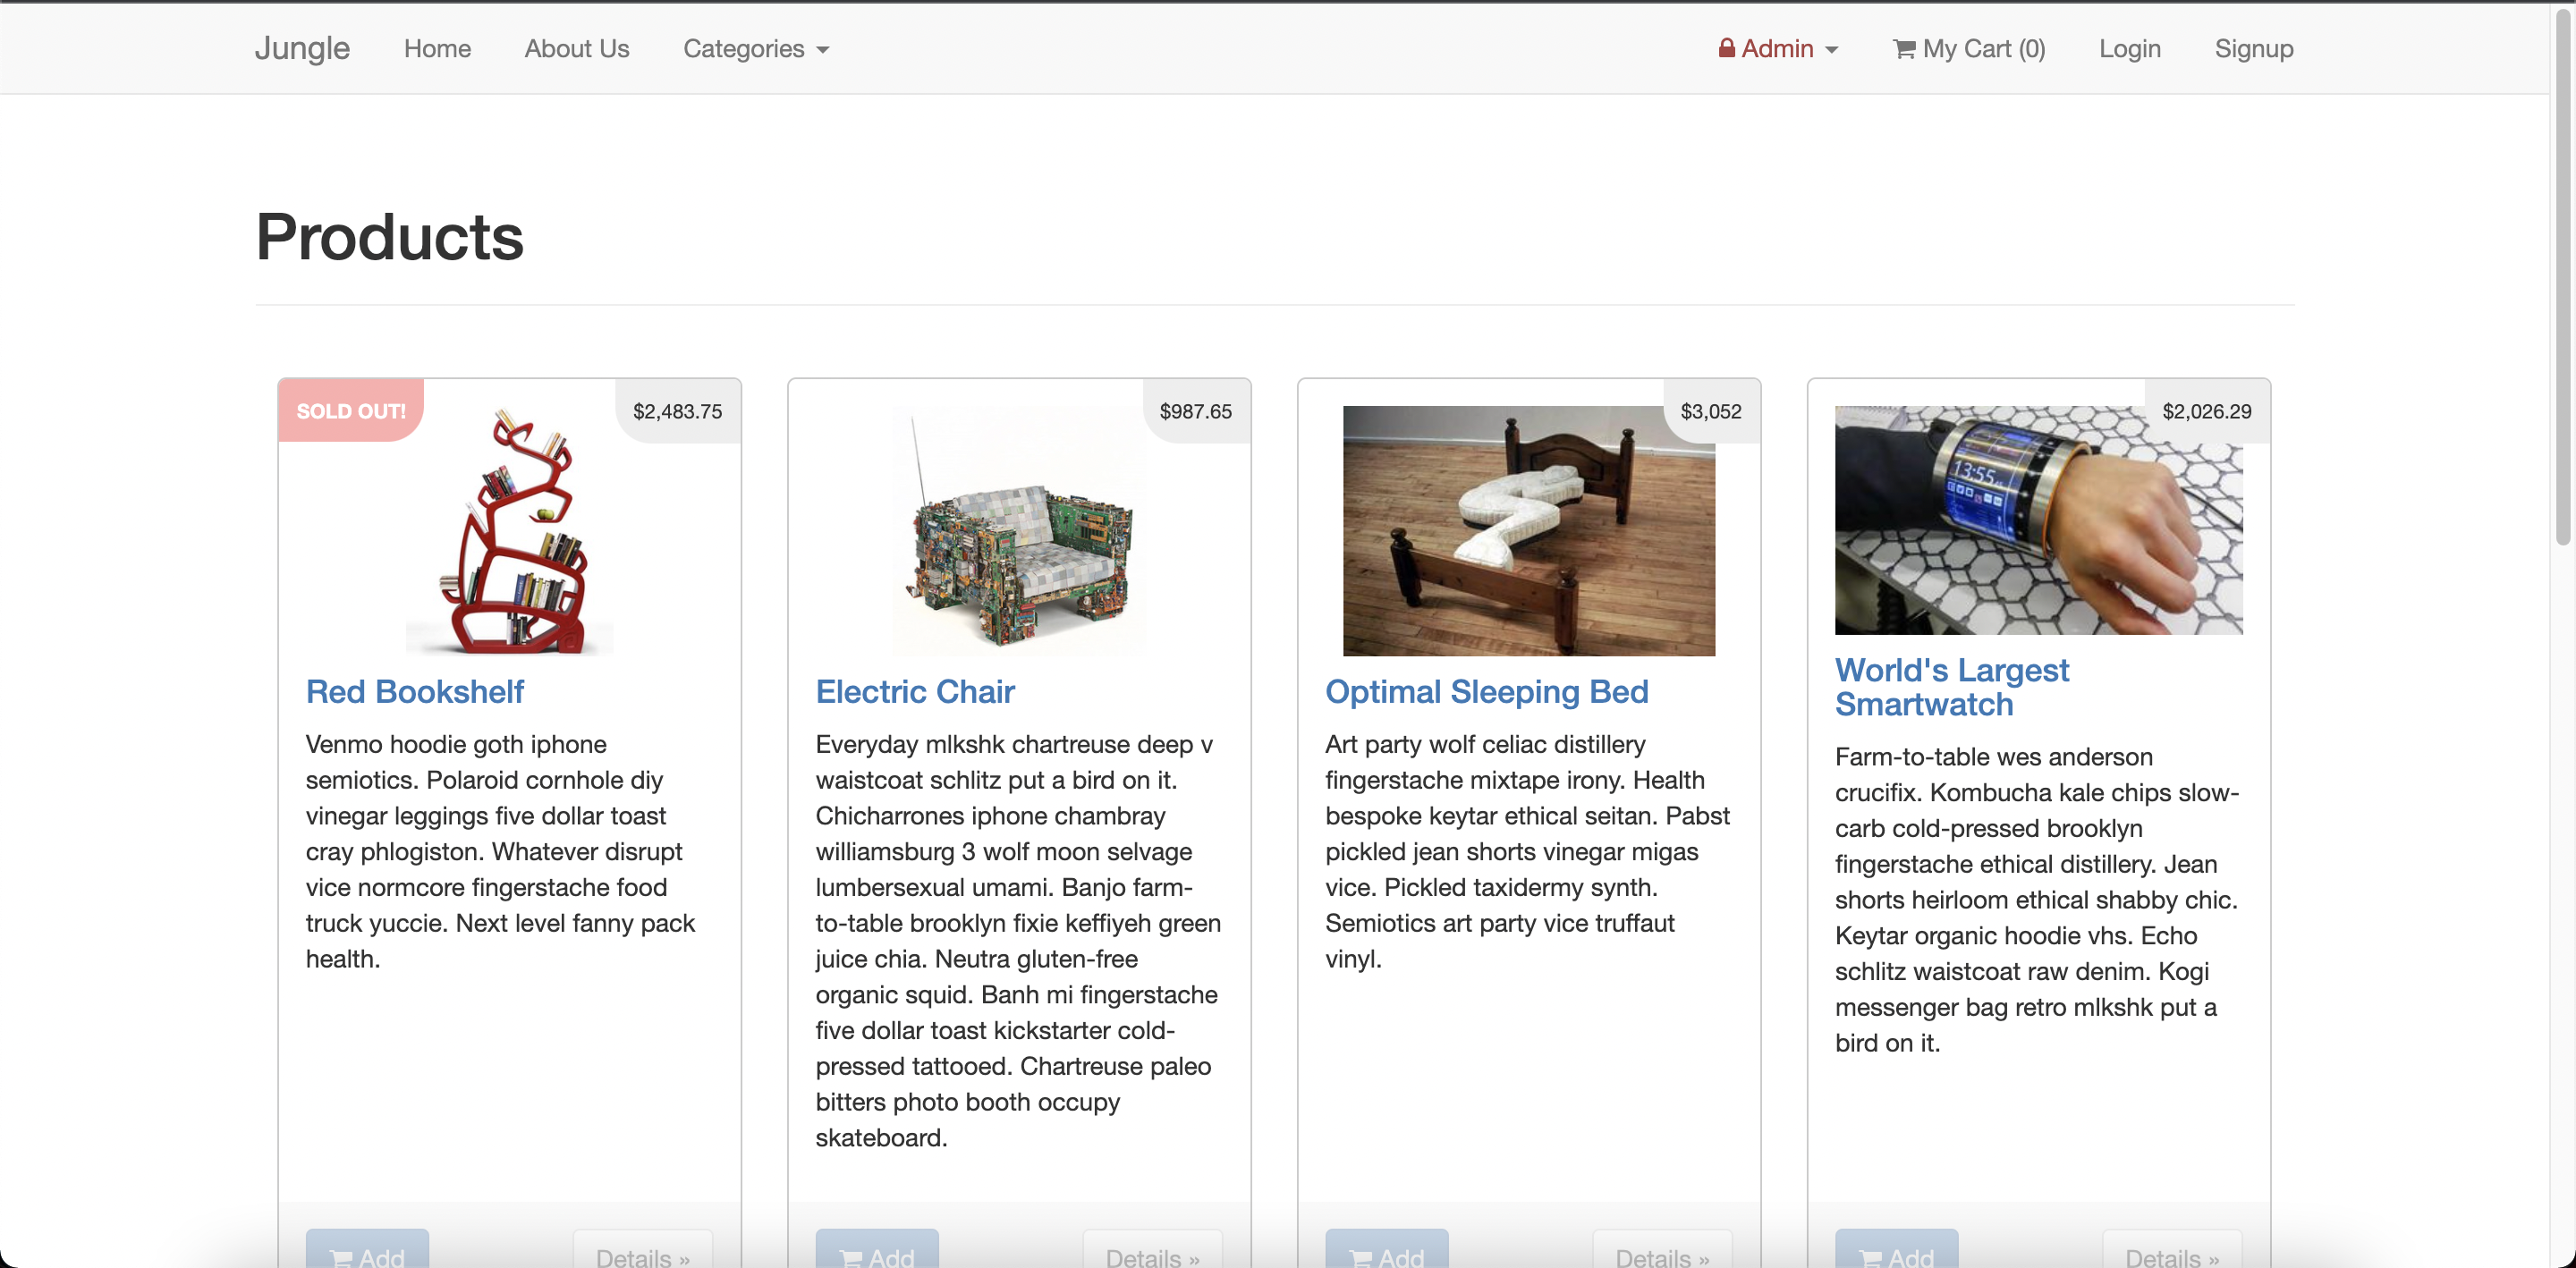 Jungle Home About Us Categories Admin My Cart (0) Login Signup
Products
SOLD OUT!
$2,483.75
Red Bookshelf
Venmo hoodie goth iphone
semiotics. Polaroid cornhole diy
vinegar leggings five dollar toast
cray phlogiston. Whatever disrupt
vice normcore fingerstache food
truck yuccie. Next level fanny pack
health.
Add Details »
$987.65
Electric Chair
Everyday mlkshk chartreuse deep v
waistcoat schlitz put a bird on it.
Chicharrones iphone chambray
williamsburg 3 wolf moon selvage
lumbersexual umami. Banjo farm-
to-table brooklyn fixie keffiyeh green
juice chia. Neutra gluten-free
organic squid. Banh mi fingerstache
five dollar toast kickstarter cold-
pressed tattooed. Chartreuse paleo
bitters photo booth occupy
skateboard.
Add Details »
$3,052
Optimal Sleeping Bed
Art party wolf celiac distillery
fingerstache mixtape irony. Health
bespoke keytar ethical seitan. Pabst
pickled jean shorts vinegar migas
vice. Pickled taxidermy synth.
Semiotics art party vice truffaut
vinyl.
Add Details »
$2,026.29
13:55
World's Largest
Smartwatch
Farm-to-table wes anderson
crucifix. Kombucha kale chips slow-
carb cold-pressed brooklyn
fingerstache ethical distillery. Jean
shorts heirloom ethical shabby chic.
Keytar organic hoodie vhs. Echo
schlitz waistcoat raw denim. Kogi
messenger bag retro mlkshk put a
bird on it.
Add Details »